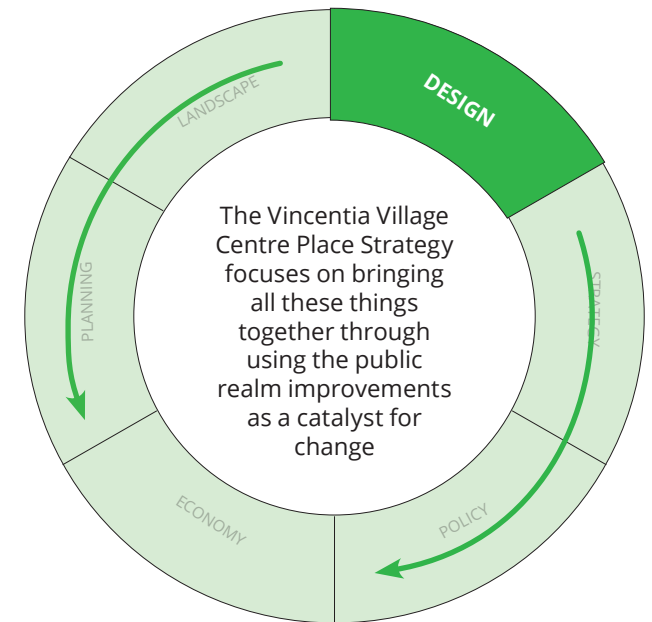 DESIGN
LANDSCAPE
The Vincentia Village
Centre Place Strategy
focuses on bringing
all these things
together through
using the public
realm improvements
as a catalyst for
change
PLANNING
STRATEGY
ECONOMY
POLICY